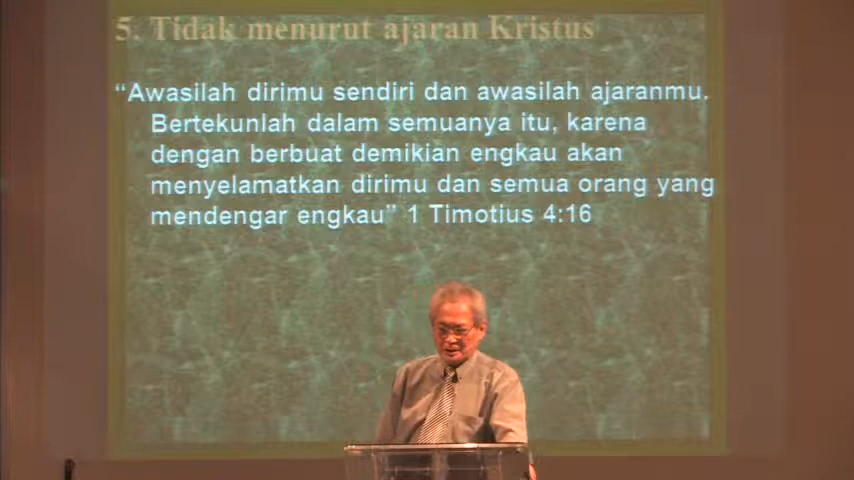 5. Tidak menurut ajaran Kristus
“Awasilah dirimu sendiri dan awasilah ajaranmu.
Bertekunlah dalam semuanya itu, karena
dengan berbuat demikian engkau akan
menyelamatkan dirimu dan semua orang yang
mendengar engkau” 1 Timotius 4:16